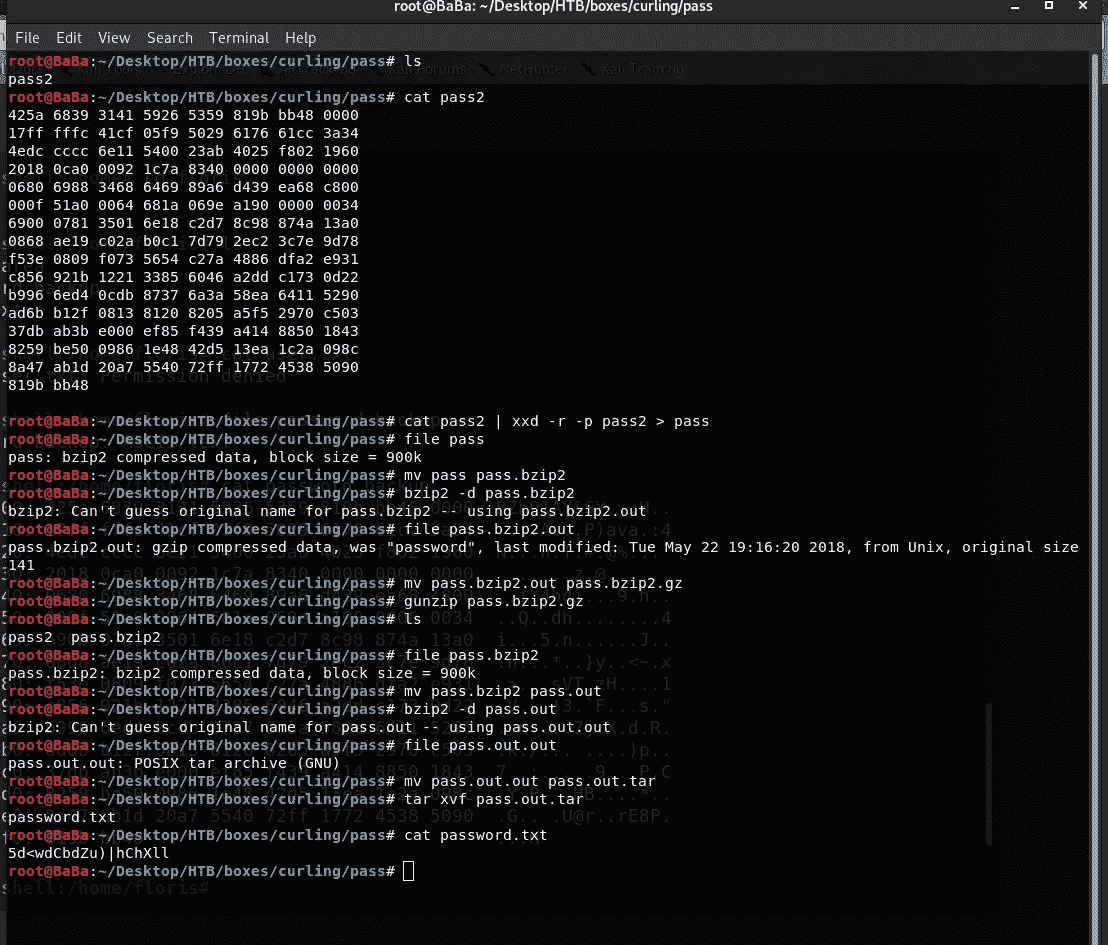 root@BaBa: ~/Desktop/HTB/boxes/curling/pass
File Edit View Search Terminal Help
root@BaBa:~/Desktop/HTB/boxes/curling/pass# ls
pass2
root@BaBa:~/Desktop/HTB/boxes/curling/pass# cat pass2
425a 6839 3141 5926 5359 819b bb48 0000
17ff fffc 41cf 05f9 5029 6176 61cc 3a34
4edc cccc 6e11 5400 23ab 4025 f802 1960
2018 0ca0 0092 1c7a 8340 0000 0000 0000
0680 6988 3468 6469 89a6 d439 ea68 c800
000f 51a0 0064 681a 069e a190 0000 0034
6900 0781 3501 6e18 c2d7 8c98 874a 13a0
0868 ae19 c02a b0c1 7d79 2ec2 3c7e 9d78
f53e 0809 f073 5654 c27a 4886 dfa2 e931
c856 921b 1221 3385 6046 a2dd c173 0d22
b996 6ed4 0cdb 8737 6a3a 58ea 6411 5290
ad6b b12f 0813 8120 8205 a5f5 2970 c503
37db ab3b e000 ef85 f439 a414 8850 1843
8259 be50 0986 1e48 42d5 13ea 1c2a 098c
8a47 ab1d 20a7 5540 72ff 1772 4538 5090
819b bb48
root@BaBa:~/Desktop/HTB/boxes/curling/pass# cat pass2 | xxd -r -p pass2 > pass
root@BaBa:~/Desktop/HTB/boxes/curling/pass# file pass
pass: bzip2 compressed data, block size = 900k
root@BaBa:~/Desktop/HTB/boxes/curling/pass# mv pass pass.bzip2
root@BaBa:~/Desktop/HTB/boxes/curling/pass# bzip2 -d pass.bzip2
bzip2: Can't guess original name for pass.bzip2 -- using pass.bzip2.out
root@BaBa:~/Desktop/HTB/boxes/curling/pass# file pass.bzip2.out
pass.bzip2.out: gzip compressed data, was "password", last modified: Tue May 22 19:16:20 2018, from Unix, original size
141
root@BaBa:~/Desktop/HTB/boxes/curling/pass# mv pass.bzip2.out pass.bzip2.gz
root@BaBa:~/Desktop/HTB/boxes/curling/pass# gunzip pass.bzip2.gz
root@BaBa:~/Desktop/HTB/boxes/curling/pass# ls
pass2  pass.bzip2
root@BaBa:~/Desktop/HTB/boxes/curling/pass# file pass.bzip2
pass.bzip2: bzip2 compressed data, block size = 900k
root@BaBa:~/Desktop/HTB/boxes/curling/pass# mv pass.bzip2 pass.out
root@BaBa:~/Desktop/HTB/boxes/curling/pass# bzip2 -d pass.out
bzip2: Can't guess original name for pass.out -- using pass.out.out
root@BaBa:~/Desktop/HTB/boxes/curling/pass# file pass.out.out
pass.out.out: POSIX tar archive (GNU)
root@BaBa:~/Desktop/HTB/boxes/curling/pass# mv pass.out.out pass.out.tar
root@BaBa:~/Desktop/HTB/boxes/curling/pass# tar xvf pass.out.tar
password.txt
root@BaBa:~/Desktop/HTB/boxes/curling/pass# cat password.txt
5d<wdCbdZu)|hChXll
root@BaBa:~/Desktop/HTB/boxes/curling/pass#
shell:/home/floris#